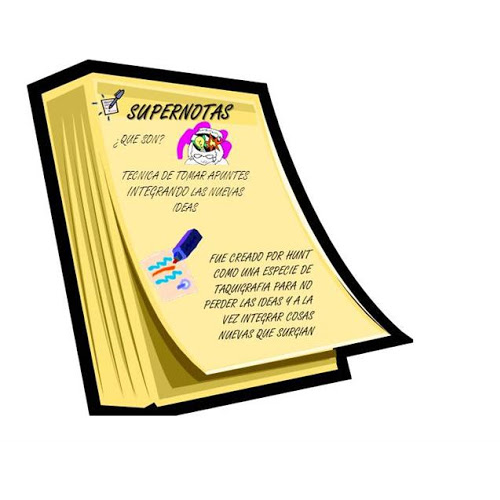 SUPERNOTAS
¿QUE SON?
TECNICA DE TOMAR APUNTES
INTEGRANDO LAS NUEVAS
IDEAS
FUE CREADO POR HUNT
COMO UNA ESPECIE DE
TAQUIGRAFIA PARA NO
PERDER LAS IDEAS Y A LA
VEZ INTEGRAR COSAS
NUEVAS QUE SURGIAN